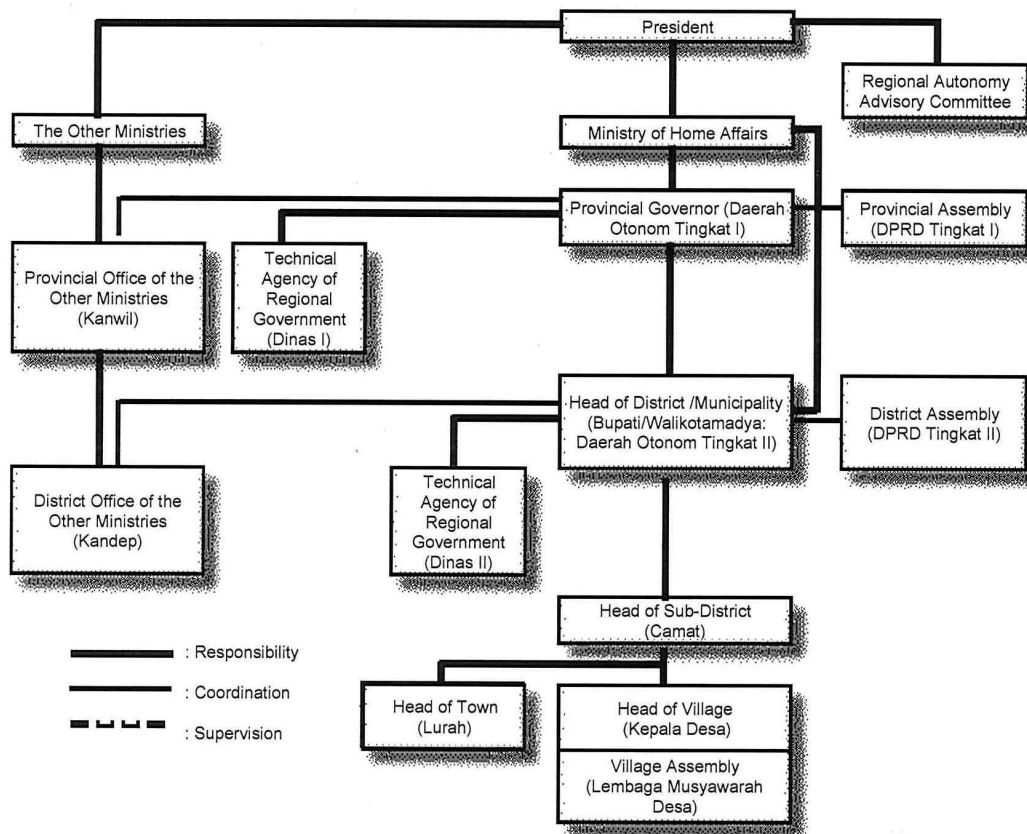 President
Regional Autonomy
Advisory Committee
The Other Ministries
Ministry of Home Affairs
Provincial Governor (Daerah
Otonom Tingkat I)
Provincial Assembly
(DPRD Tingkat I)
Provincial Office of the
Other Ministries
(Kanwil)
Technical
Agency of
Regional
Government
(Dinas I)
Head of District /Municipality
(Bupati/Walikotamadya:
Daerah Otonom Tingkat II)
District Assembly
(DPRD Tingkat II)
District Office of the
Other Ministries
(Kandep)
Technical
Agency of
Regional
Government
(Dinas II)
Head of Sub-District
(Camat)
: Responsibility
: Coordination
: Supervision
Head of Town
(Lurah)
Head of Village
(Kepala Desa)
Village Assembly
(Lembaga Musyawarah
Desa)